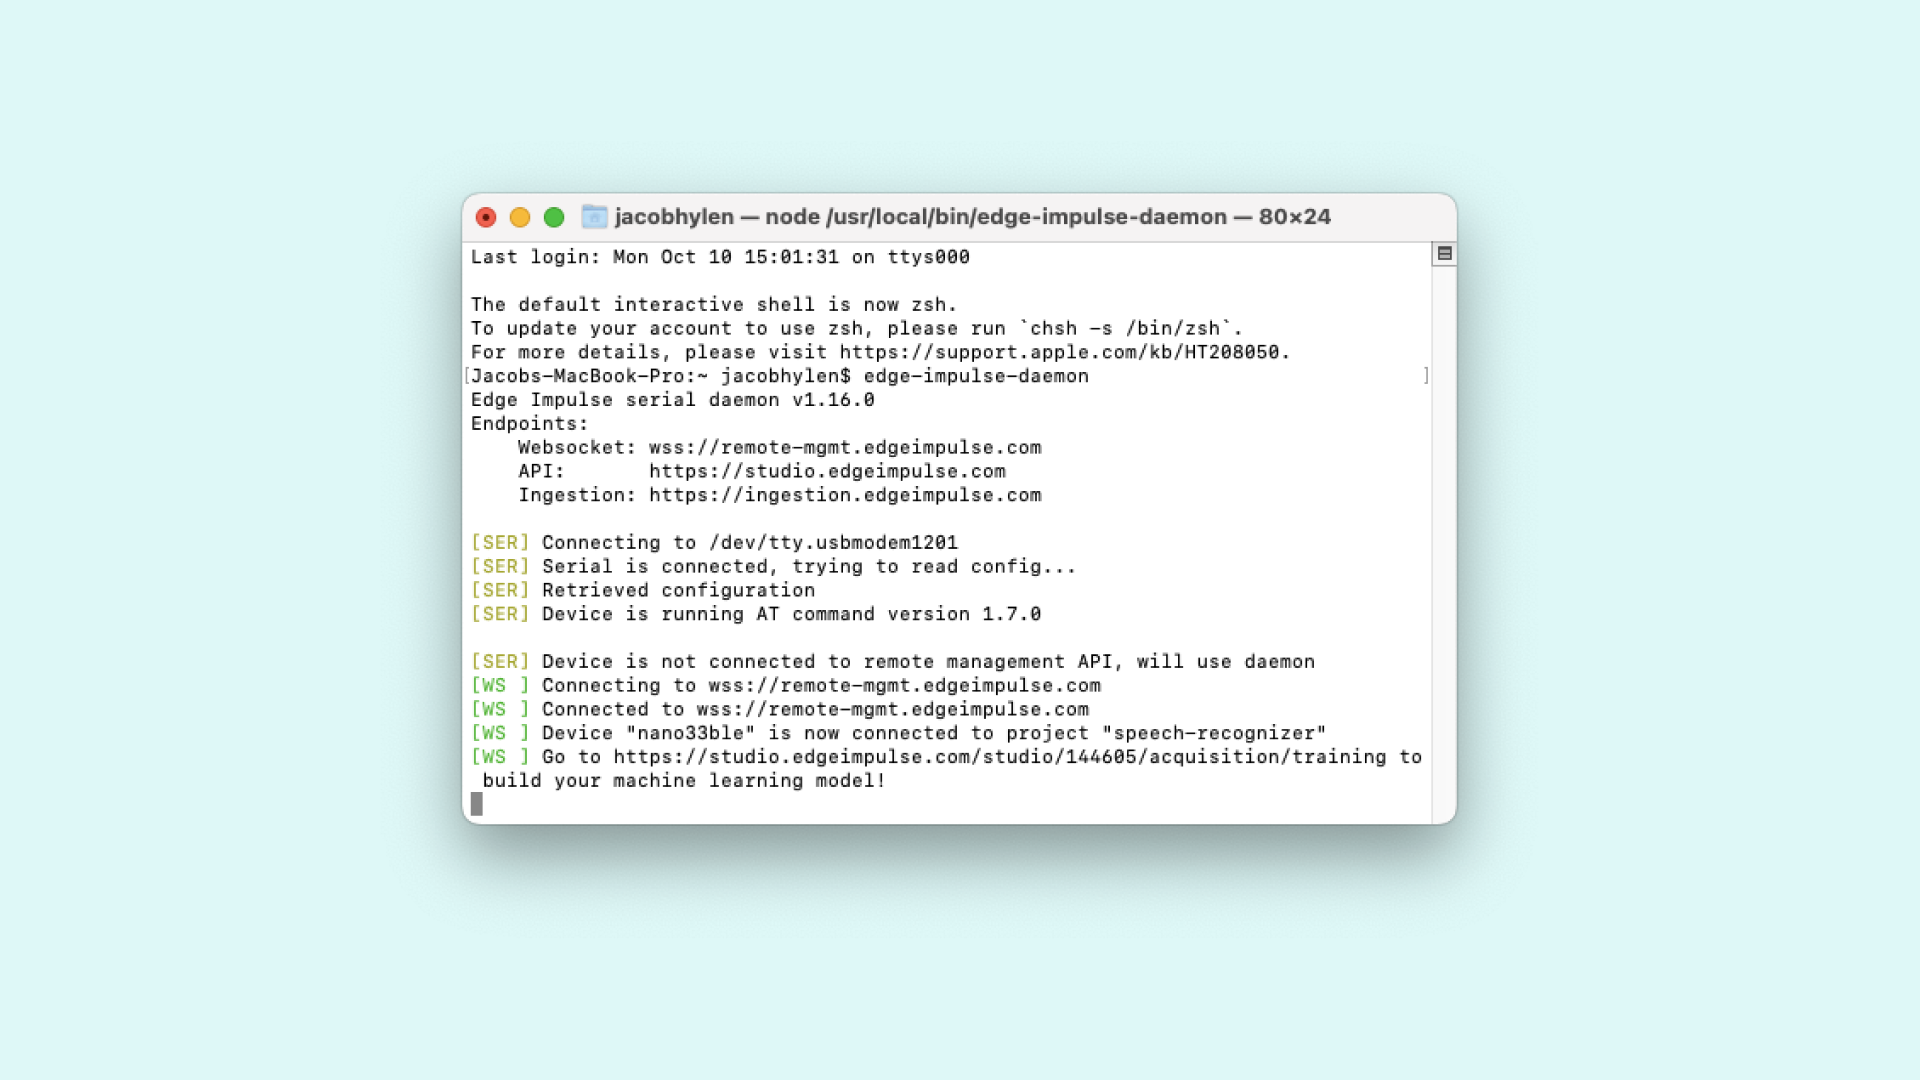 jacobhylen — node /usr/local/bin/edge-impulse-daemon — 80×24
Last login: Mon Oct 10 15:01:31 on ttys000
The default interactive shell is now zsh.
To update your account to use zsh, please run `chsh -s /bin/zsh`.
For more details, please visit https://support.apple.com/kb/HT208050.
[Jacobs-MacBook-Pro:~ jacobhylen$ edge-impulse-daemon ]
Edge Impulse serial daemon v1.16.0
Endpoints:
    Websocket: wss://remote-mgmt.edgeimpulse.com
    API:       https://studio.edgeimpulse.com
    Ingestion: https://ingestion.edgeimpulse.com
[SER] Connecting to /dev/tty.usbmodem1201
[SER] Serial is connected, trying to read config...
[SER] Retrieved configuration
[SER] Device is running AT command version 1.7.0
[SER] Device is not connected to remote management API, will use daemon
[WS ] Connecting to wss://remote-mgmt.edgeimpulse.com
[WS ] Connected to wss://remote-mgmt.edgeimpulse.com
[WS ] Device "nano33ble" is now connected to project "speech-recognizer"
[WS ] Go to https://studio.edgeimpulse.com/studio/144605/acquisition/training to
 build your machine learning model!